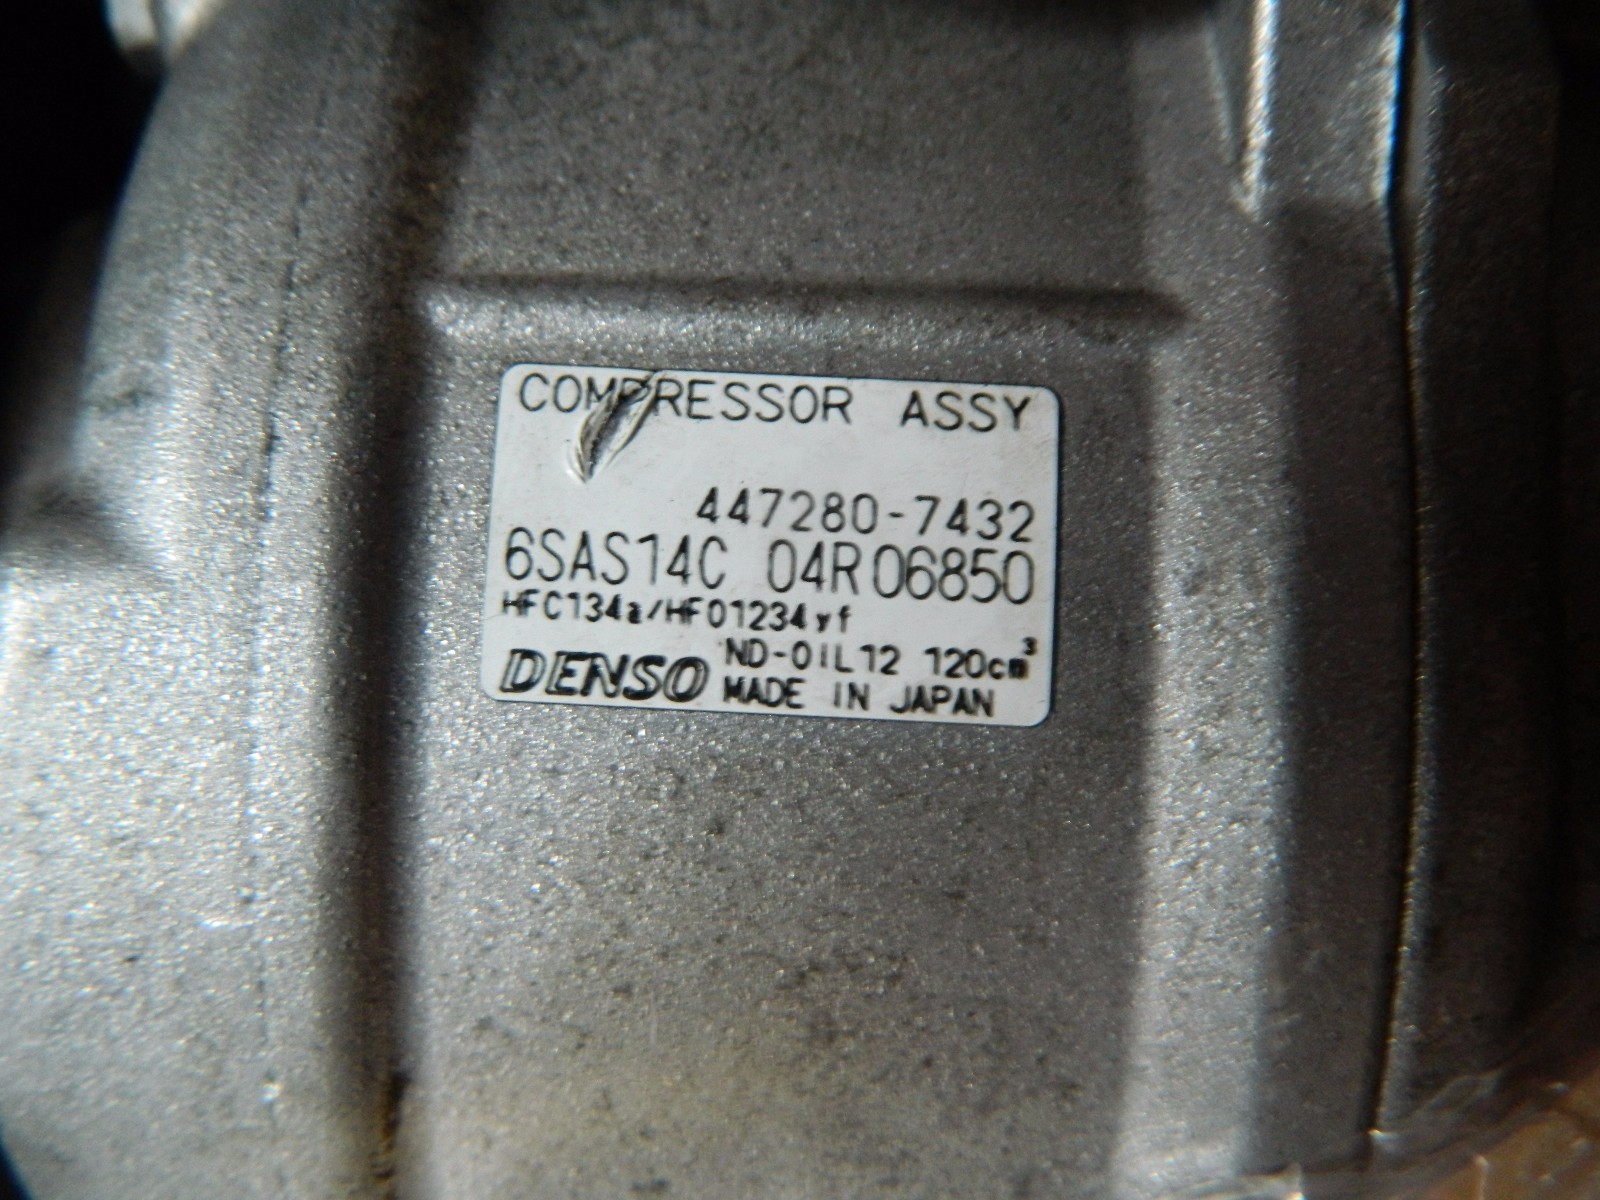 COMPRESSOR ASSY
447280-7432
6SAS14C 04R06850
HFC134a/HFO1234yf
ND-OIL12 120cm³
DENSO MADE IN JAPAN